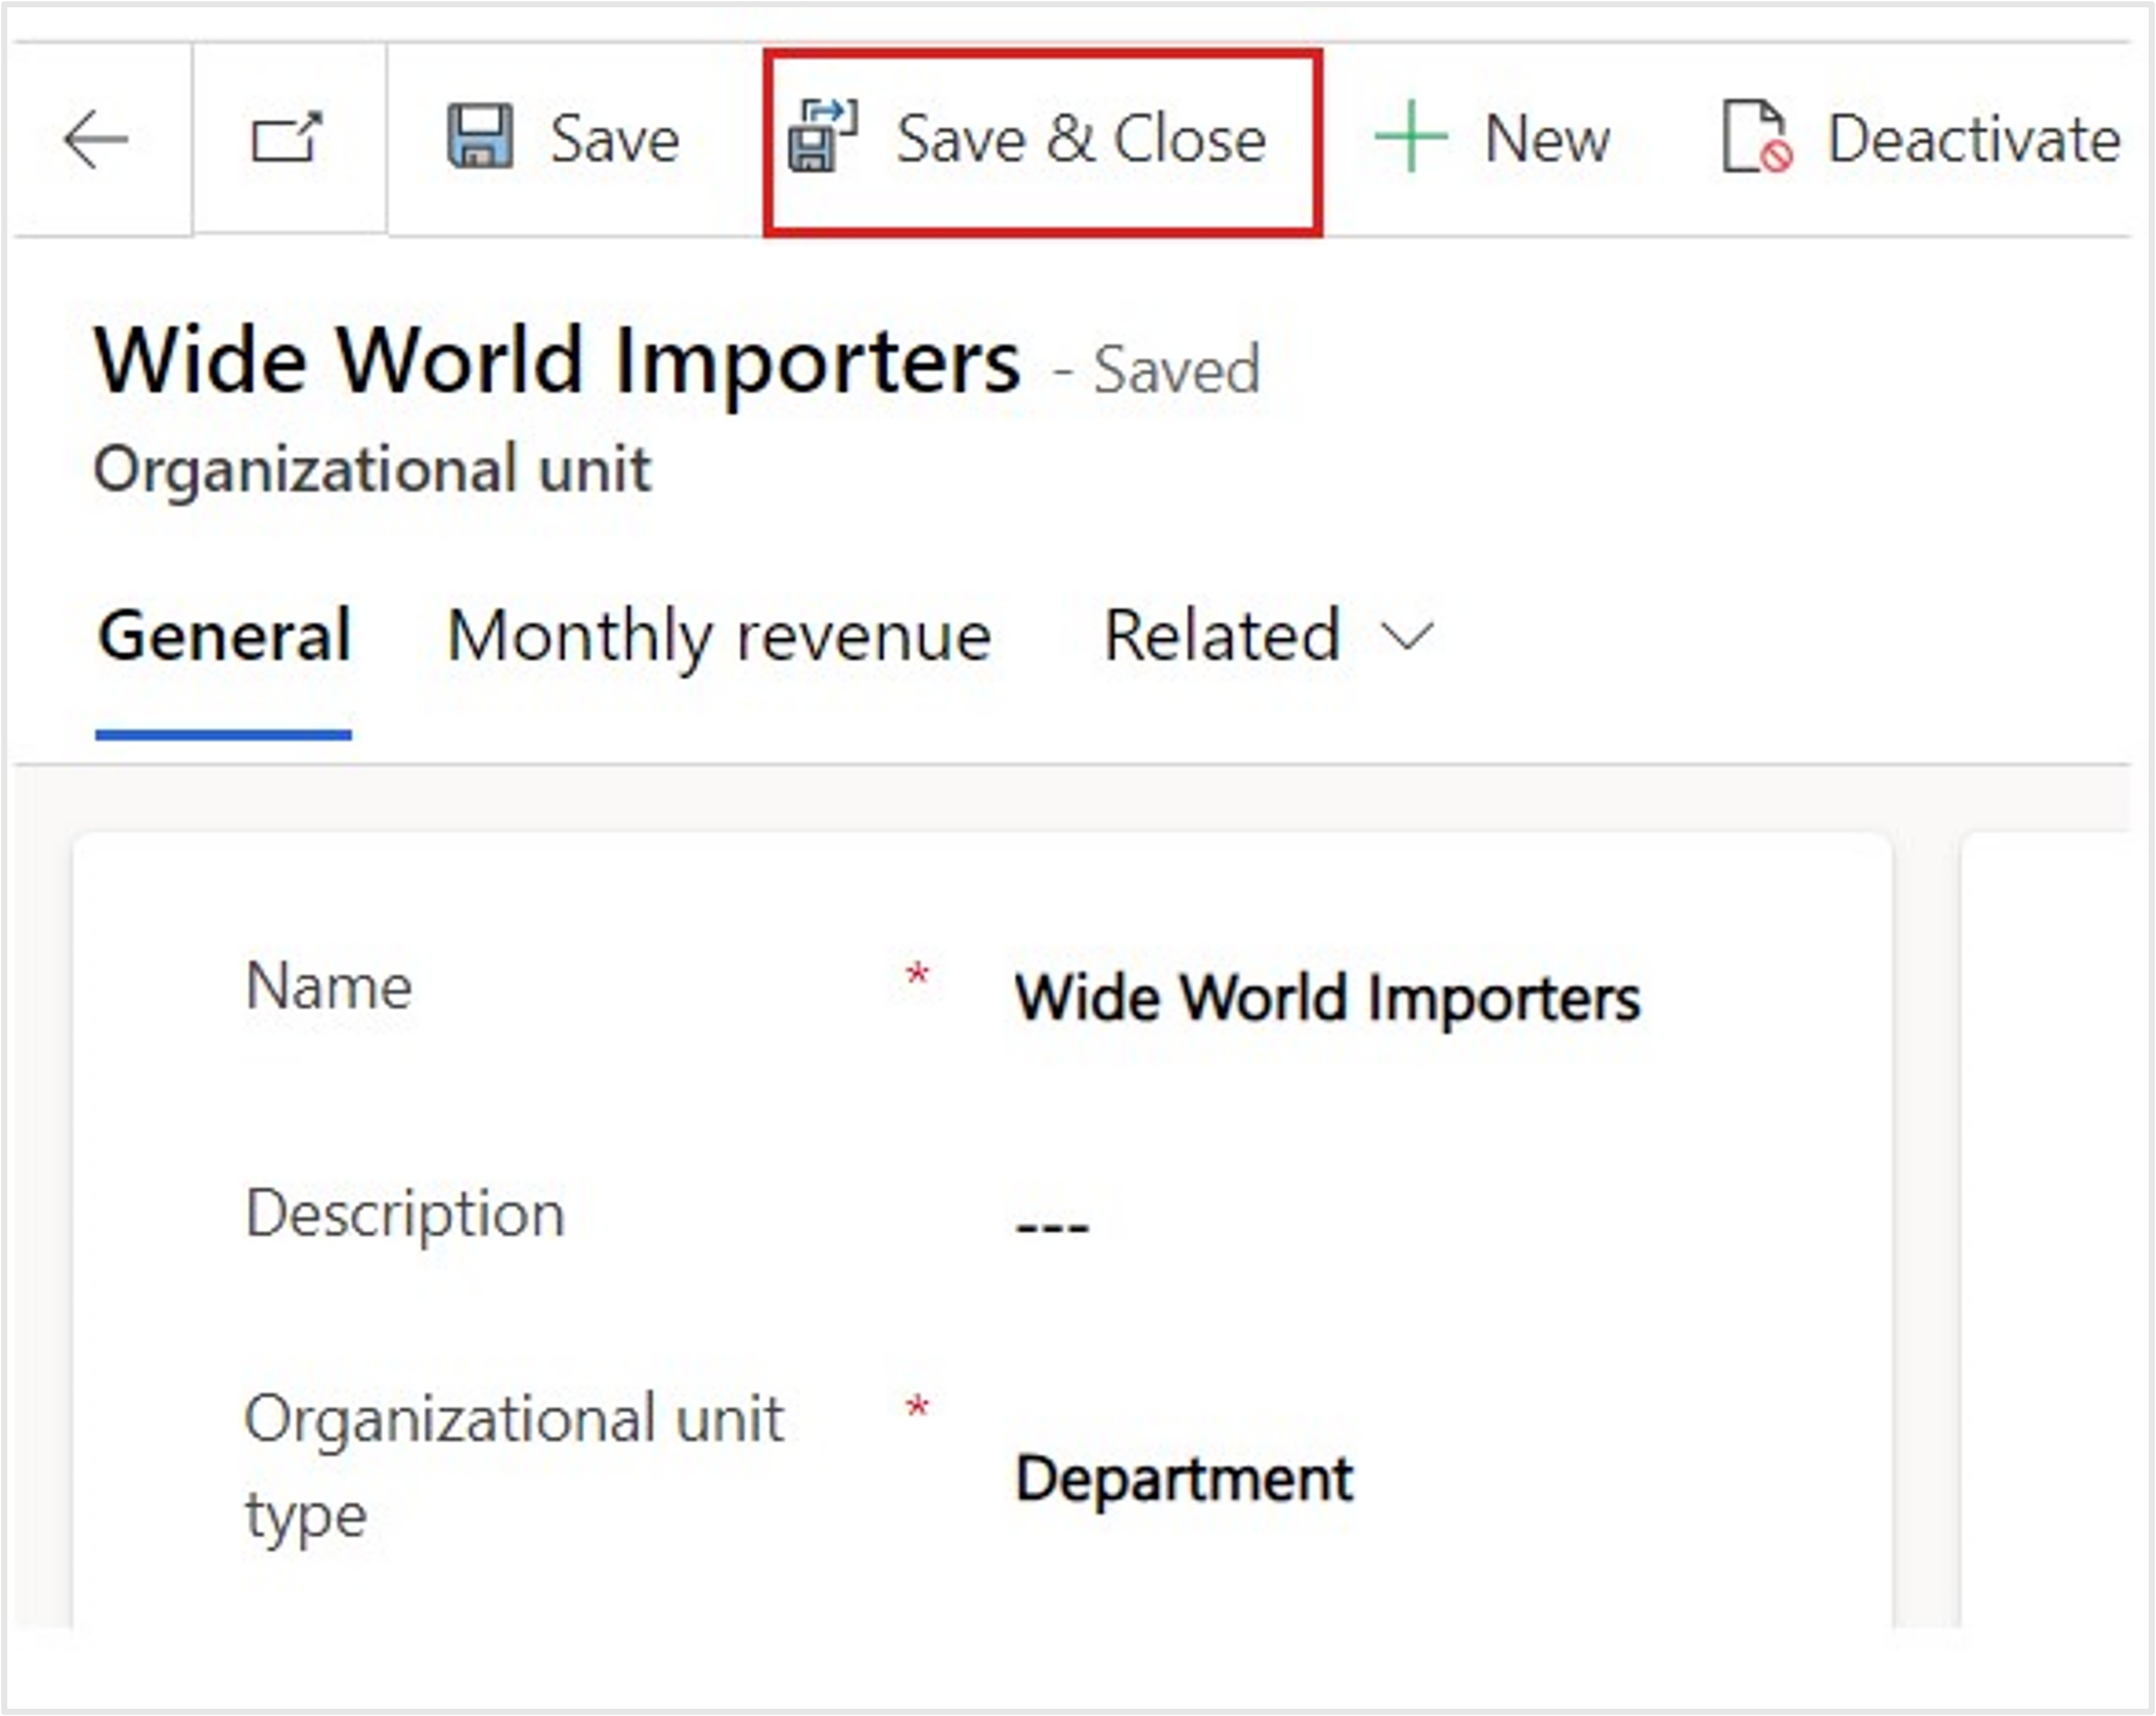 Save Save & Close New Deactivate
Wide World Importers - Saved
Organizational unit
General Monthly revenue Related
Name * Wide World Importers
Description ---
Organizational unit * 
type
Department